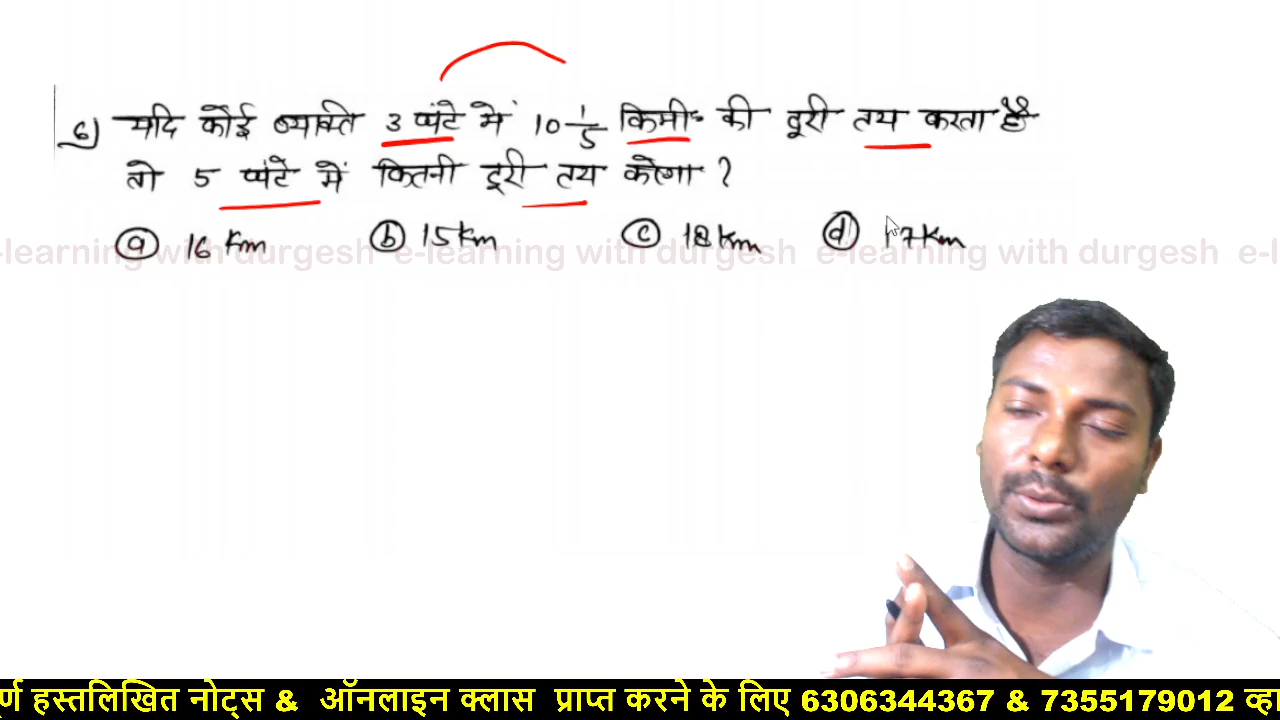 6) यदि कोई व्यक्ति 3 घंटे में 10 1/5 किमी॰ की दूरी तय करता है
तो 5 घंटे में कितनी दूरी तय करेगा ?
ⓐ 16 Km ⓑ 15 Km ⓒ 18 Km ⓓ 17 Km
e-learning with durgesh e-learning with durgesh e-learning with durgesh e-l
र्ण हस्तलिखित नोट्स & ऑनलाइन क्लास प्राप्त करने के लिए 6306344367 & 7355179012 व्हा